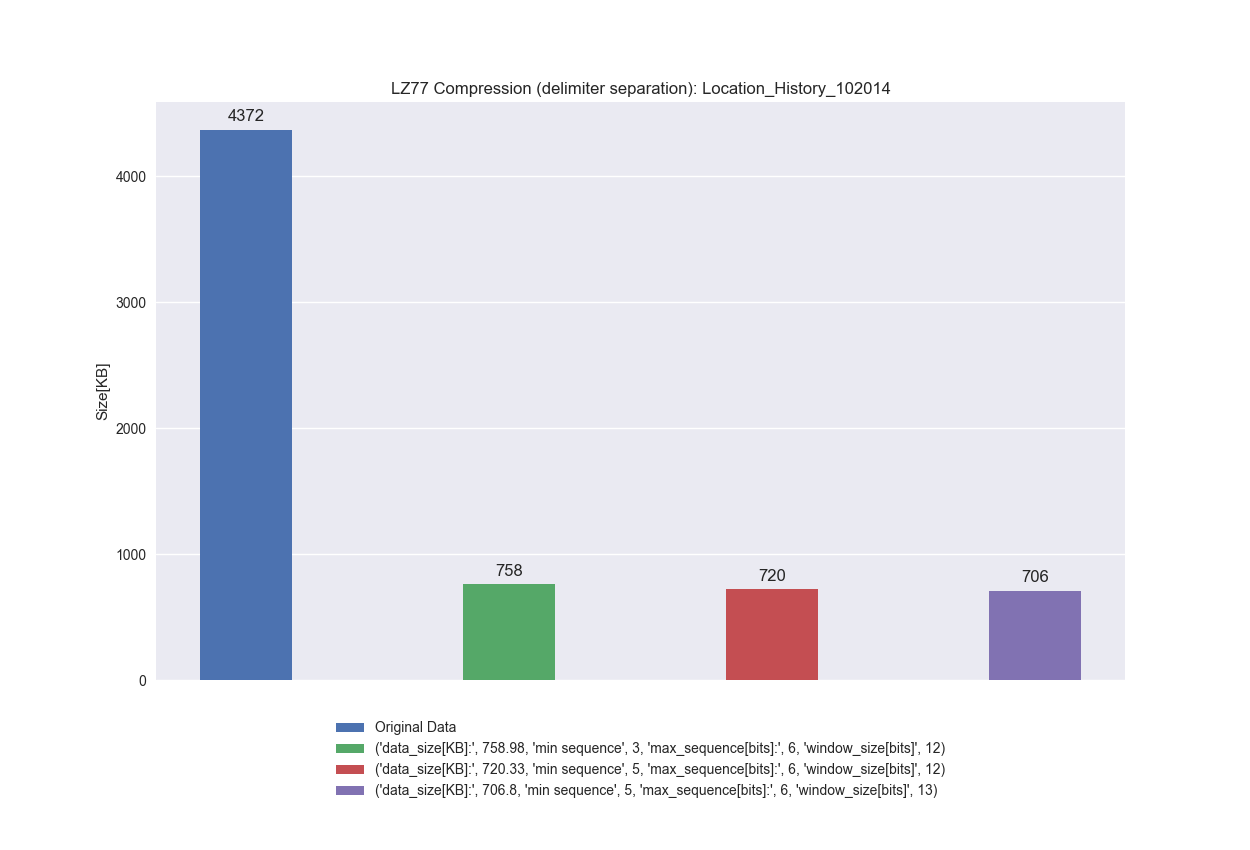 LZ77 Compression (delimiter separation): Location_History_102014
4372
4000
3000
Size[KB]
2000
1000
758
720
706
0
Original Data
('data_size[KB]:', 758.98, 'min sequence', 3, 'max_sequence[bits]:', 6, 'window_size[bits]', 12)
('data_size[KB]:', 720.33, 'min sequence', 5, 'max_sequence[bits]:', 6, 'window_size[bits]', 12)
('data_size[KB]:', 706.8, 'min sequence', 5, 'max_sequence[bits]:', 6, 'window_size[bits]', 13)